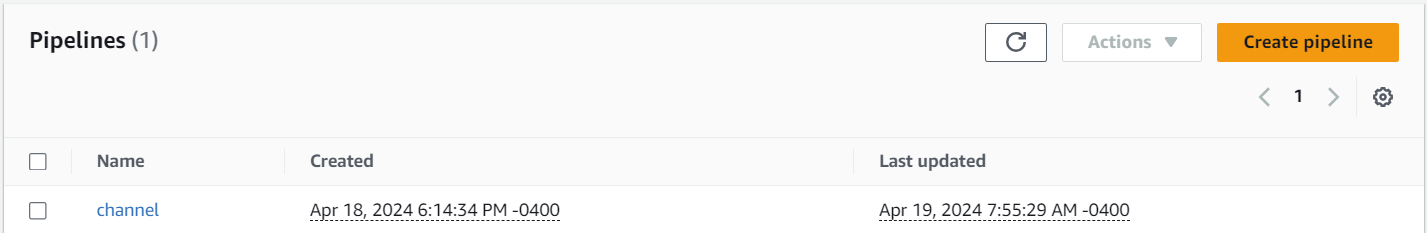 Pipelines (1)
Actions
Create pipeline
1
Name Created Last updated
channel Apr 18, 2024 6:14:34 PM -0400 Apr 19, 2024 7:55:29 AM -0400